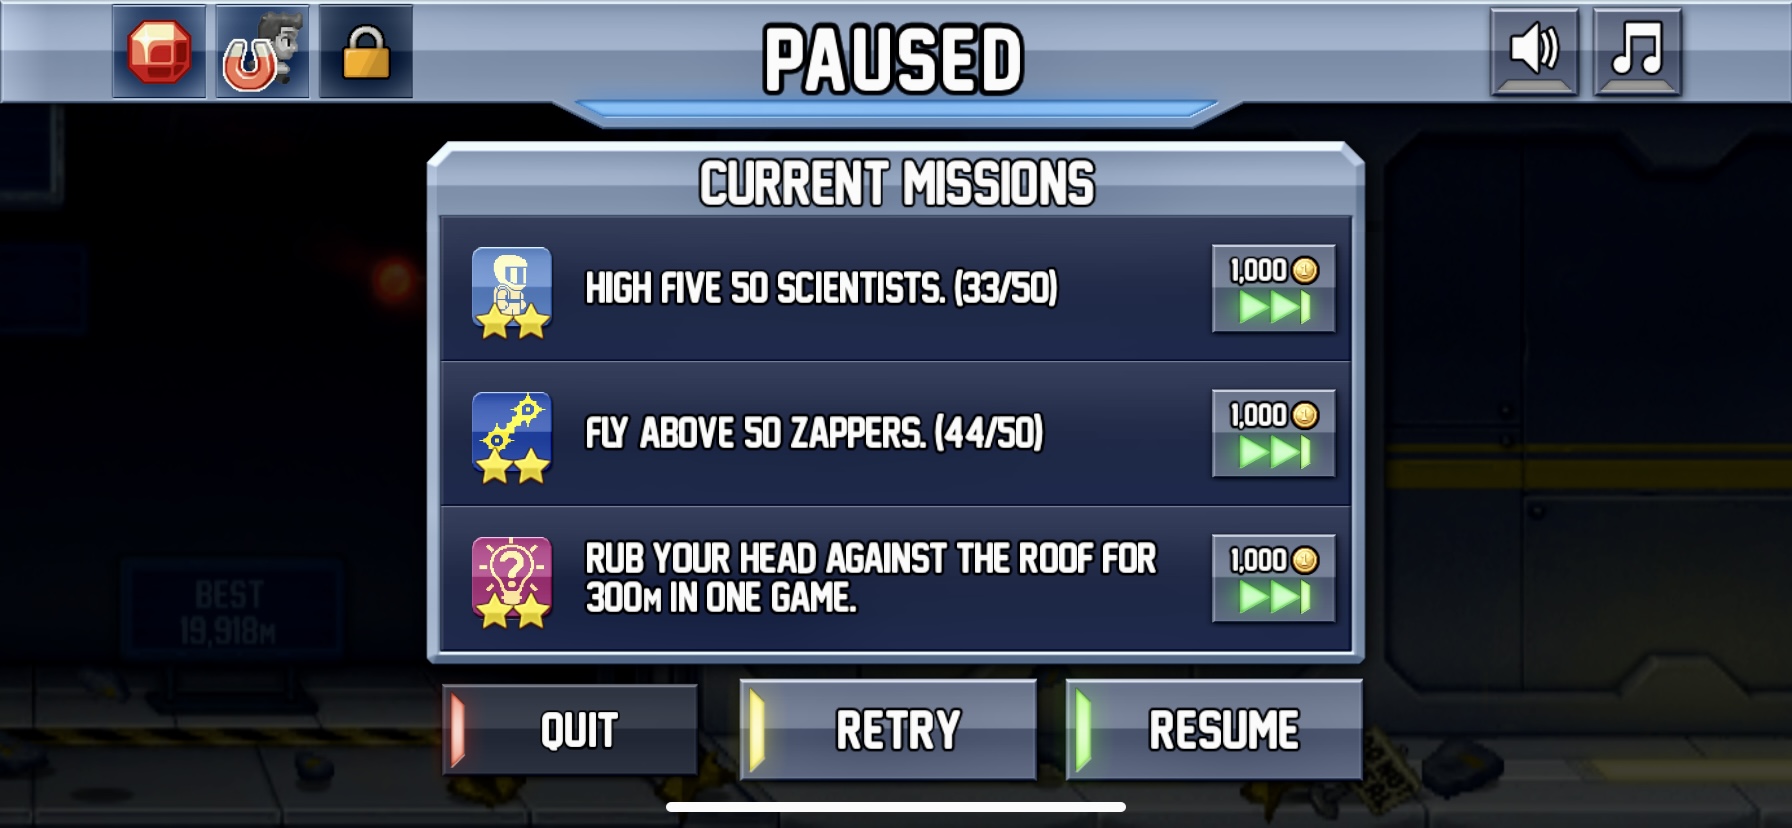 PAUSED
CURRENT MISSIONS
HIGH FIVE 50 SCIENTISTS. (33/50)
1,000
FLY ABOVE 50 ZAPPERS. (44/50)
1,000
RUB YOUR HEAD AGAINST THE ROOF FOR
300M IN ONE GAME.
1,000
BEST
19,918M
QUIT
RETRY
RESUME